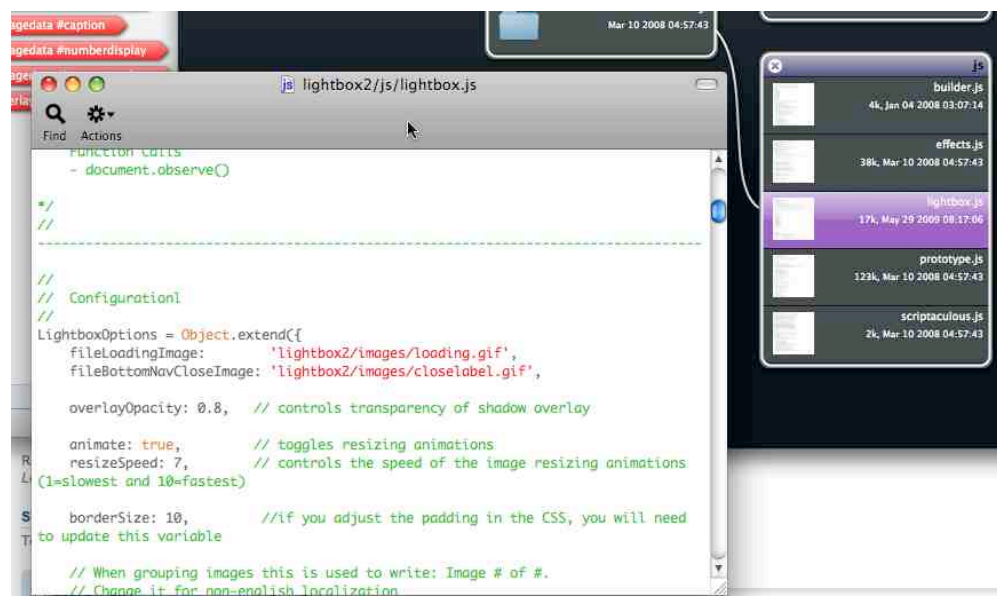 agedata #caption
agedata #numberdisplay
Mar 10 2008 04:57:43
lightbox2/js/lightbox.js
Find Actions
Function Calls
- document.observe()
*/
//
-----------------------------------------------------------------------------------
//
// Configurationl
//
LightboxOptions = Object.extend({
fileLoadingImage: 'lightbox2/images/loading.gif',
fileBottomNavCloseImage: 'lightbox2/images/closelabel.gif',
overlayOpacity: 0.8, // controls transparency of shadow overlay
animate: true, // toggles resizing animations
resizeSpeed: 7, // controls the speed of the image resizing animations
(1=slowest and 10=fastest)
borderSize: 10, //if you adjust the padding in the CSS, you will need
to update this variable
// When grouping images this is used to write: Image # of #.
// Change it for non-english localization
js
builder.js
4k, Jan 04 2008 03:07:14
effects.js
38k, Mar 10 2008 04:57:43
lightbox.js
17k, May 29 2009 08:17:06
prototype.js
123k, Mar 10 2008 04:57:43
scriptaculous.js
2k, Mar 10 2008 04:57:43